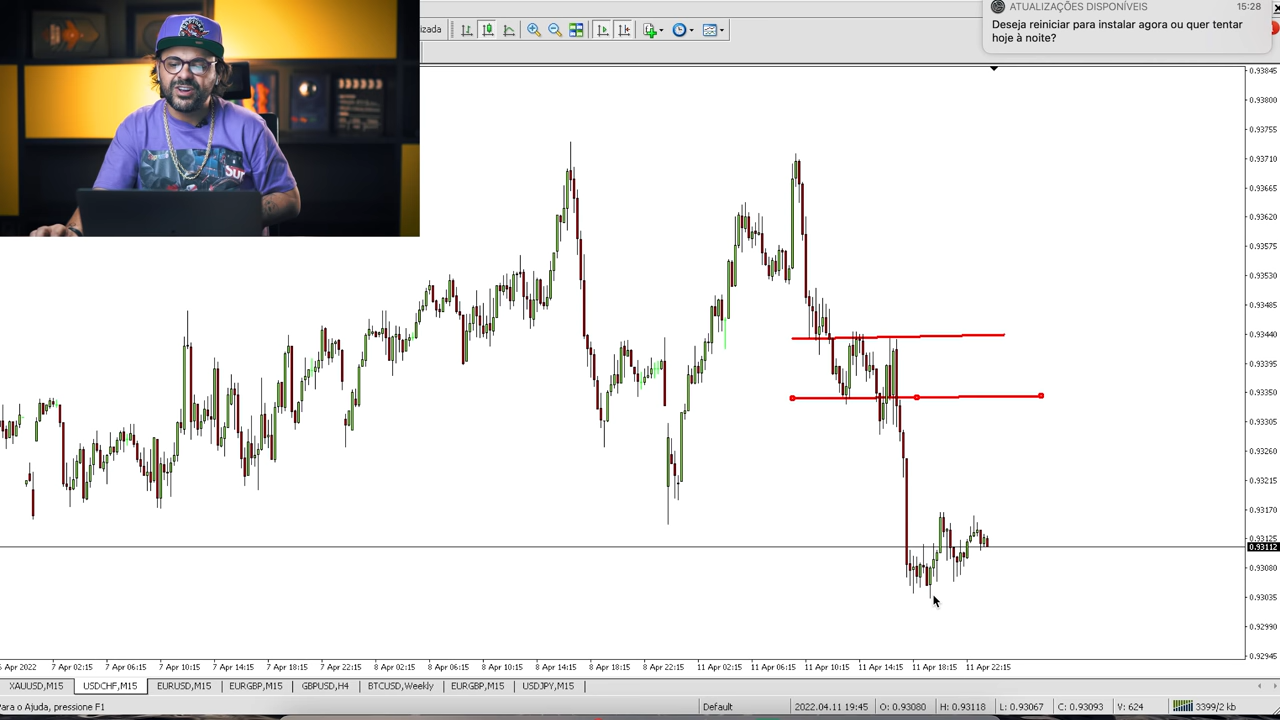 ATUALIZAÇÕES DISPONÍVEIS 15:28
Deseja reiniciar para instalar agora ou quer tentar
hoje à noite?
izada
Sur
0.93845
0.93800
0.93755
0.93710
0.93665
0.93620
0.93575
0.93530
0.93485
0.93440
0.93395
0.93350
0.93305
0.93260
0.93215
0.93170
0.93125
0.93112
0.93080
0.93035
0.92990
0.92945
5 Apr 2022 7 Apr 02:15 7 Apr 06:15 7 Apr 10:15 7 Apr 14:15 7 Apr 18:15 7 Apr 22:15 8 Apr 02:15 8 Apr 06:15 8 Apr 10:15 8 Apr 14:15 8 Apr 18:15 8 Apr 22:15 11 Apr 02:15 11 Apr 06:15 11 Apr 10:15 11 Apr 14:15 11 Apr 18:15 11 Apr 22:15
XAUUSD,M15 USDCHF,M15 EURUSD,M15 EURGBP,M15 GBPUSD,H4 BTCUSD,Weekly EURGBP,M15 USDJPY,M15
Para o Ajuda, pressione F1 Default 2022.04.11 19:45 O: 0.93080 H: 0.93118 L: 0.93067 C: 0.93115 V: 624 3399/2 kb